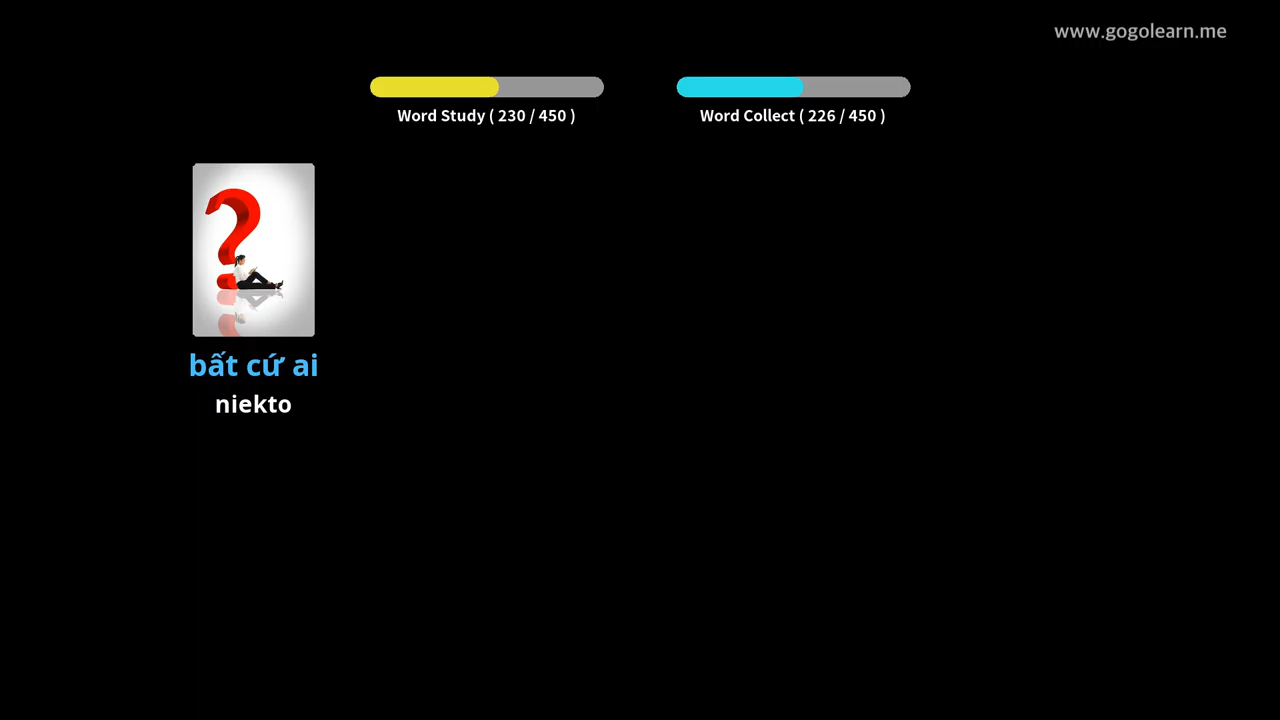 www.gogolearn.me
Word Study ( 230 / 450 )
Word Collect ( 226 / 450 )
bất cứ ai
niekto